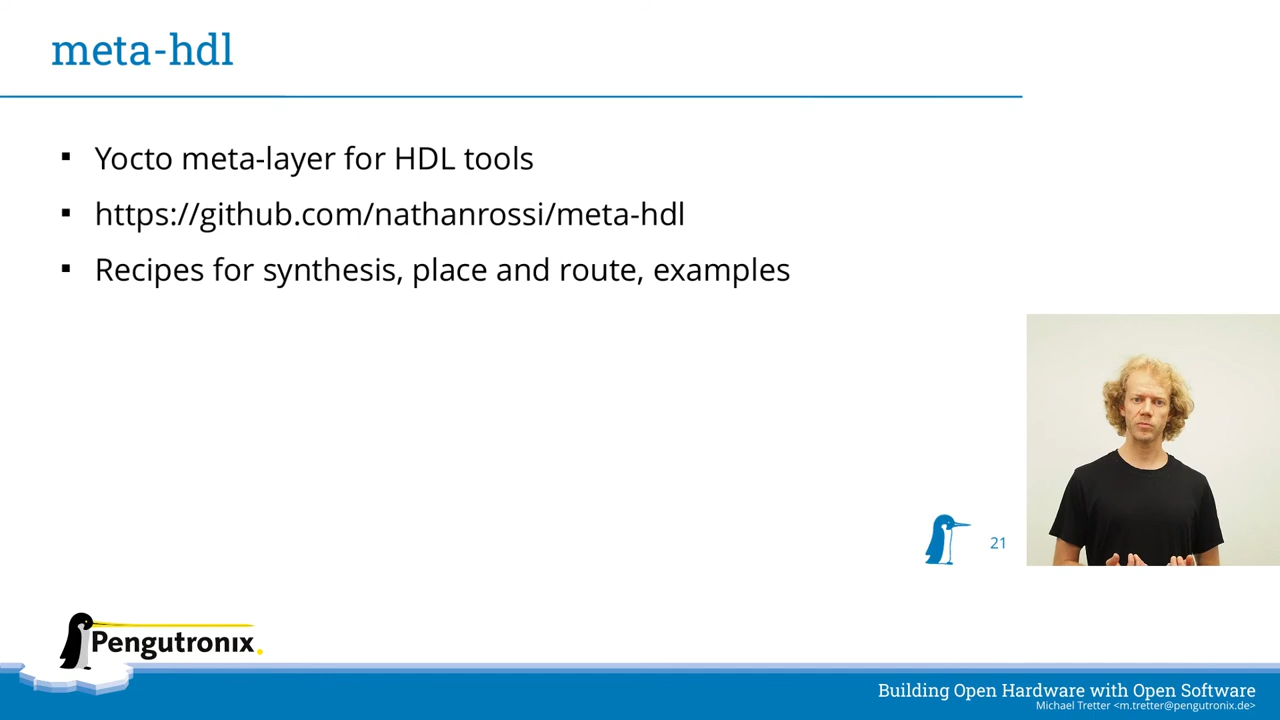 meta-hdl
▪ Yocto meta-layer for HDL tools
▪ https://github.com/nathanrossi/meta-hdl
▪ Recipes for synthesis, place and route, examples
21
Pengutronix.
Building Open Hardware with Open Software
Michael Tretter <m.tretter@pengutronix.de>